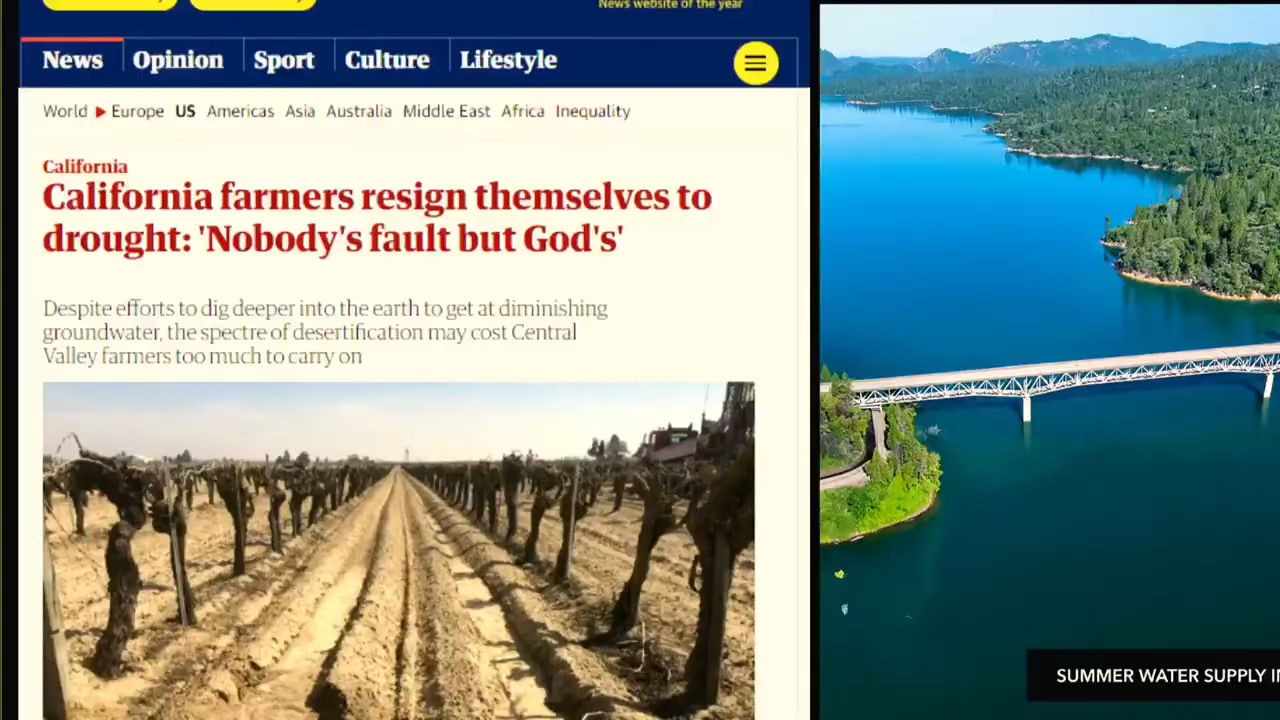 News website of the year
News Opinion Sport Culture Lifestyle
World Europe US Americas Asia Australia Middle East Africa Inequality
California
California farmers resign themselves to
drought: 'Nobody's fault but God's'
Despite efforts to dig deeper into the earth to get at diminishing
groundwater, the spectre of desertification may cost Central
Valley farmers too much to carry on
SUMMER WATER SUPPLY